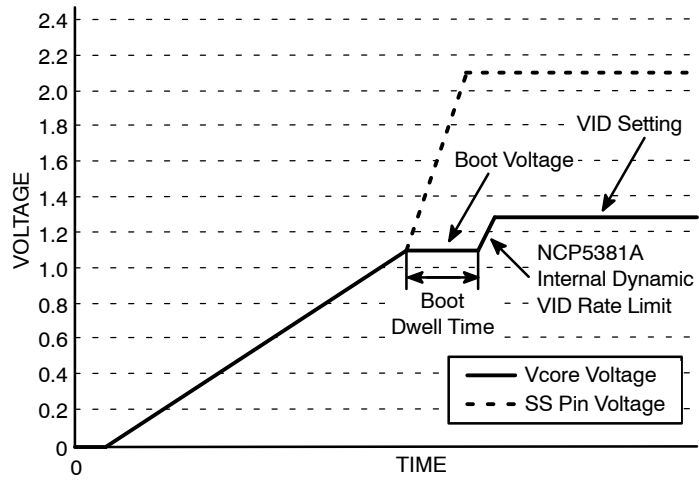 2.4
2.2
2.0
1.8
1.6
1.4
1.2
1.0
0.8
0.6
0.4
0.2
0
0
VOLTAGE
TIME
VID Setting
Boot Voltage
NCP5381A
Internal Dynamic
VID Rate Limit
Boot
Dwell Time
Vcore Voltage
SS Pin Voltage